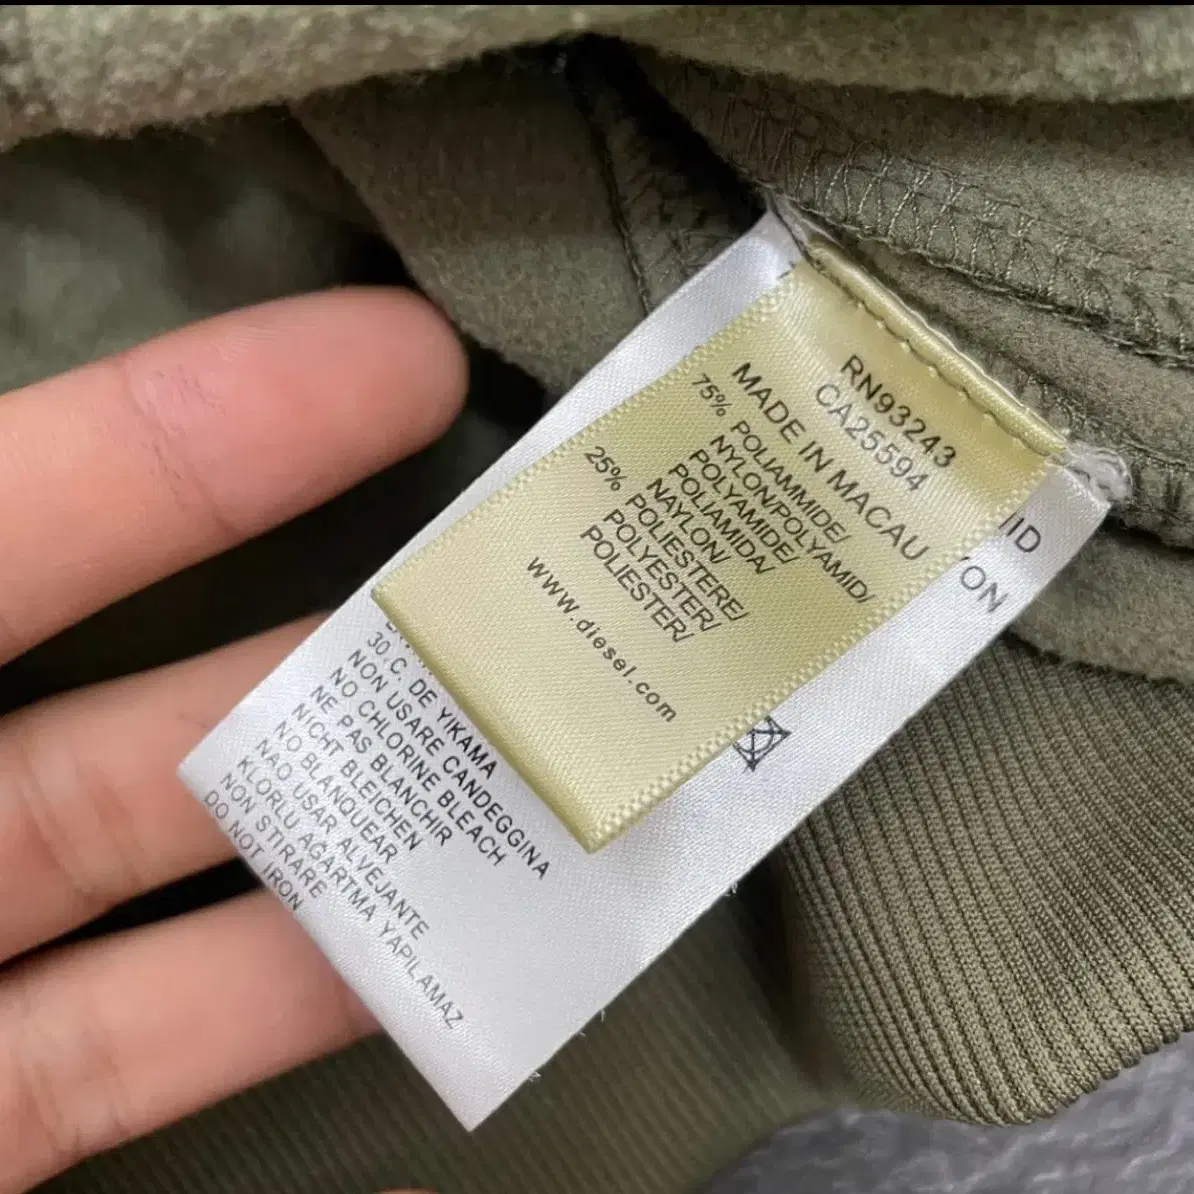 RN93243
CA25594
MADE IN MACAU
75% POLIAMMIDE/
NYLON/POLYAMID/
POLYAMIDE/
POLIAMIDA/
NAYLON/
25% POLIESTERE/
POLYESTER/
POLIESTER/
www.diesel.com
30 C. DE YIKAMA
NON USARE CANDEGGINA
NO CHLORINE BLEACH
NE PAS BLANCHIR
NICHT BLEICHEN
NO BLANQUEAR
NAO USAR ALVEJANTE
KLORLU AGARTMA YAPILAMAZ
NON STIRARE
DO NOT IRON